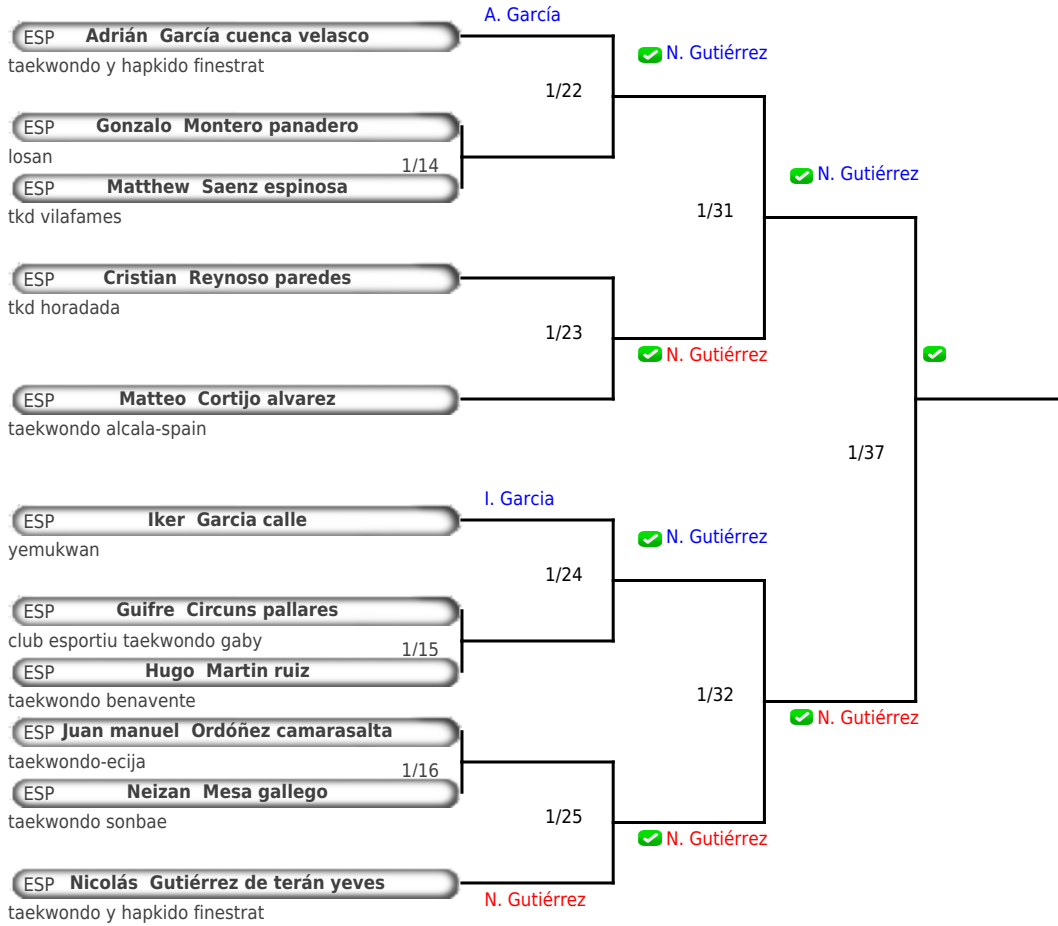 A. García
ESP Adrián García cuenca velasco
taekwondo y hapkido finestrat
N. Gutiérrez
1/22
ESP Gonzalo Montero panadero
losan
1/14
ESP Matthew Saenz espinosa
tkd vilafames
N. Gutiérrez
1/31
ESP Cristian Reynoso paredes
tkd horadada
1/23
N. Gutiérrez
ESP Matteo Cortijo alvarez
taekwondo alcala-spain
1/37
I. Garcia
ESP Iker Garcia calle
yemukwan
N. Gutiérrez
1/24
ESP Guifre Circuns pallares
club esportiu taekwondo gaby
1/15
ESP Hugo Martin ruiz
taekwondo benavente
1/32
N. Gutiérrez
ESP Juan manuel Ordóñez camarasalta
taekwondo-ecija
1/16
ESP Neizan Mesa gallego
taekwondo sonbae
1/25
N. Gutiérrez
ESP Nicolás Gutiérrez de terán yeves
N. Gutiérrez
taekwondo y hapkido finestrat